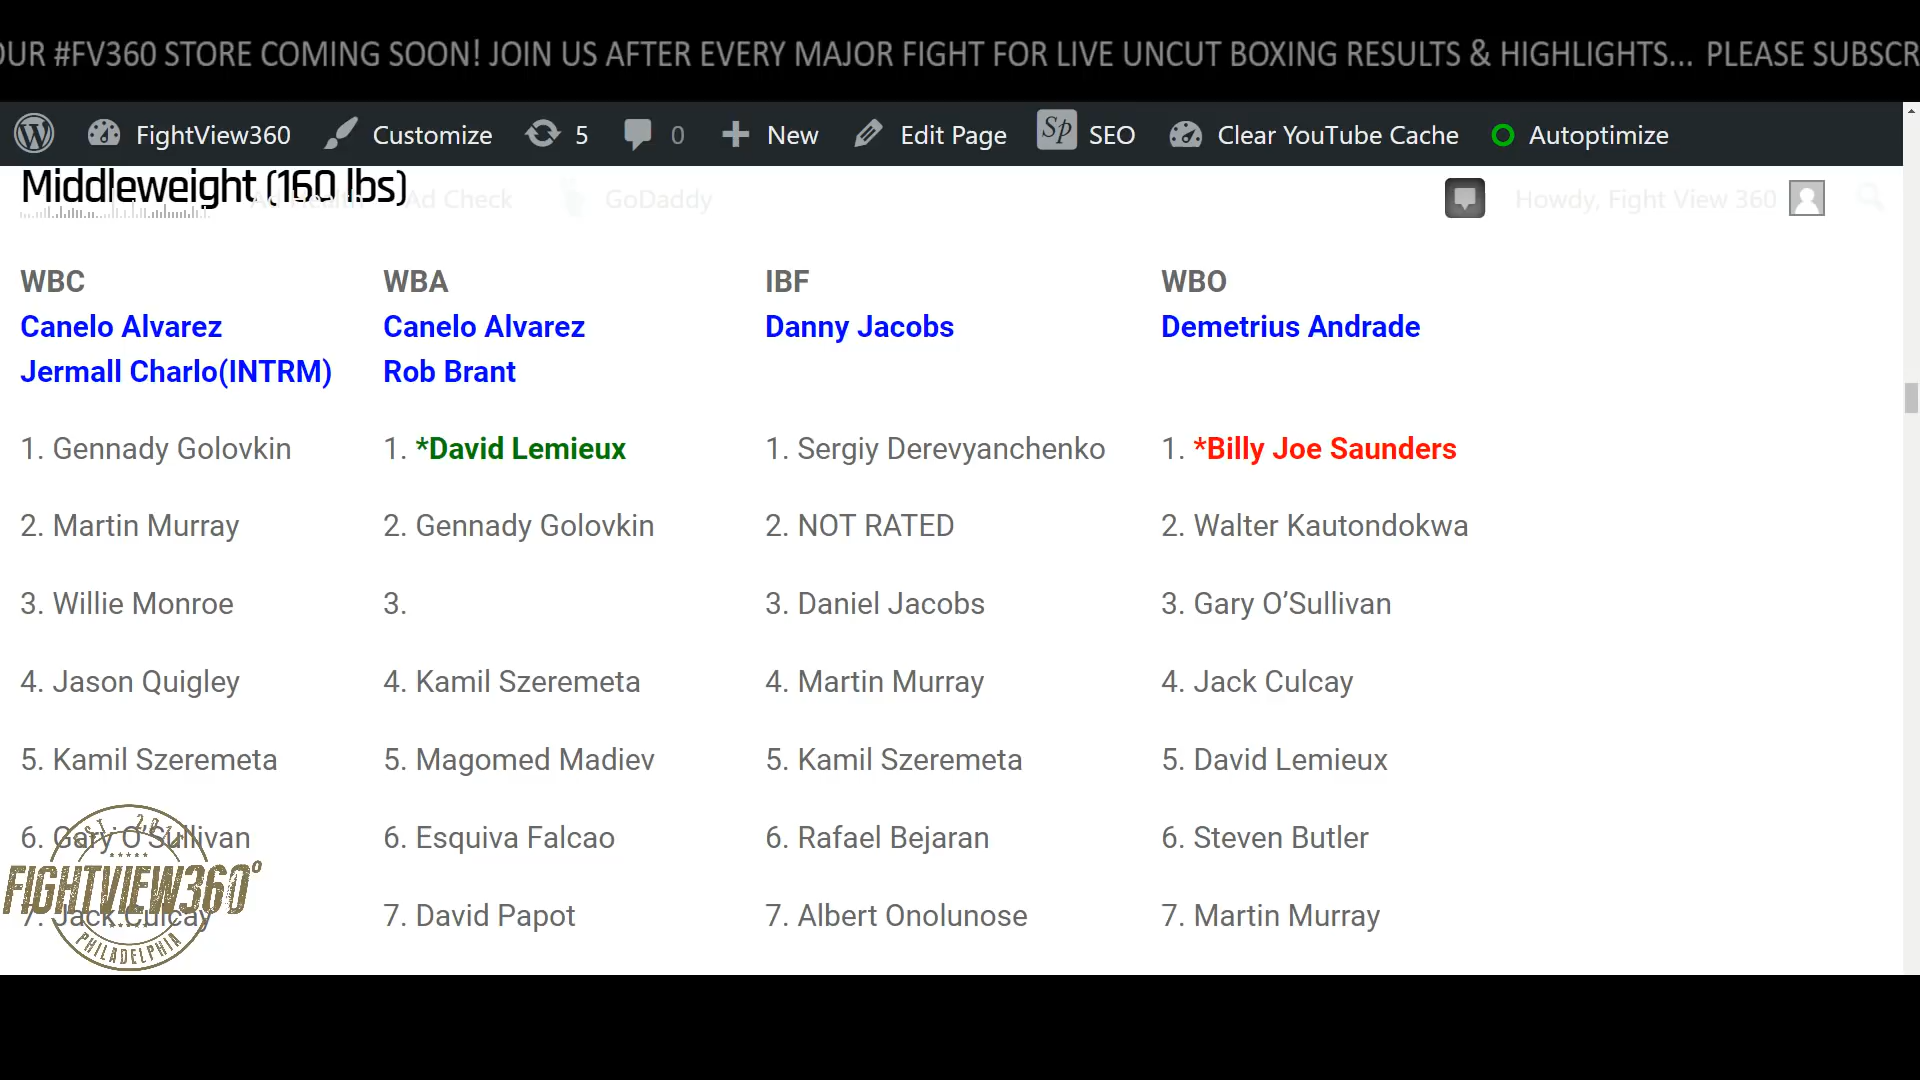 OUR #FV360 STORE COMING SOON! JOIN US AFTER EVERY MAJOR FIGHT FOR LIVE UNCUT BOXING RESULTS & HIGHLIGHTS... PLEASE SUBSCR
FightView360 Customize 5 0 New Edit Page Sp SEO Clear YouTube Cache Autoptimize
Middleweight (160 lbs)
Ad Health Ad Check GoDaddy Howdy, Fight View 360
WBC WBA IBF WBO
Canelo Alvarez Canelo Alvarez Danny Jacobs Demetrius Andrade
Jermall Charlo(INTRM) Rob Brant
1. Gennady Golovkin 1. *David Lemieux 1. Sergiy Derevyanchenko 1. *Billy Joe Saunders
2. Martin Murray 2. Gennady Golovkin 2. NOT RATED 2. Walter Kautondokwa
3. Willie Monroe 3. 3. Daniel Jacobs 3. Gary O’Sullivan
4. Jason Quigley 4. Kamil Szeremeta 4. Martin Murray 4. Jack Culcay
5. Kamil Szeremeta 5. Magomed Madiev 5. Kamil Szeremeta 5. David Lemieux
6. Gary O’Sullivan 6. Esquiva Falcao 6. Rafael Bejaran 6. Steven Butler
7. Jack Culcay 7. David Papot 7. Albert Onolunose 7. Martin Murray
FIGHTVIEW360°
PHILADELPHIA